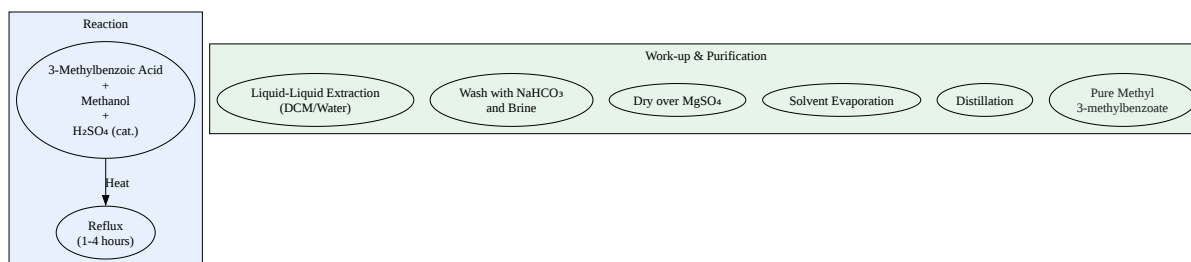 Reaction
3-Methylbenzoic Acid
+
Methanol
+
H₂SO₄ (cat.)
Heat
Reflux
(1-4 hours)
Work-up & Purification
Liquid-Liquid Extraction
(DCM/Water)
Wash with NaHCO₃
and Brine
Dry over MgSO₄
Solvent Evaporation
Distillation
Pure Methyl
3-methylbenzoate